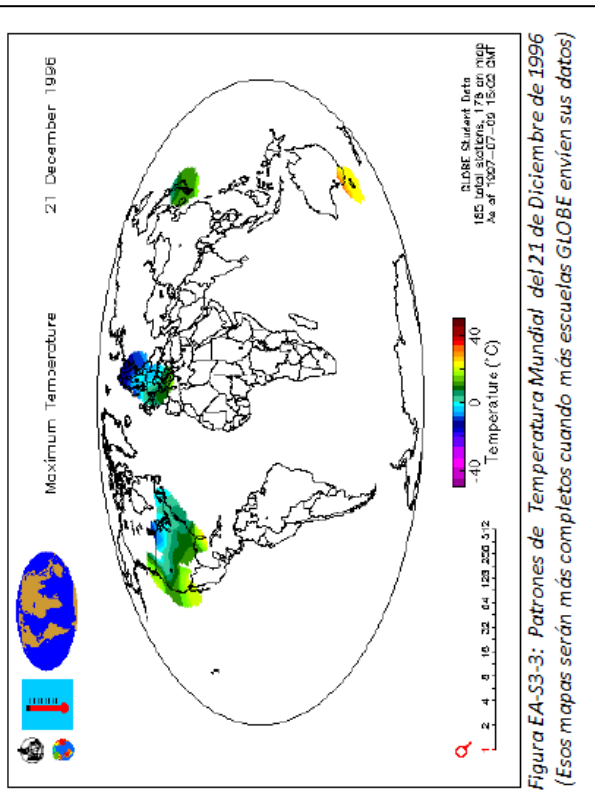 Maximum Temperature
21 December 1996
1 2 4 8 16 32 64 128 256 512
-40 0 40
Temperature (°C)
GLOBE Student Data
185 total stations, 178 on map
As of 1997-07-09 15:02 GMT
Figura EA-S3-3: Patrones de Temperatura Mundial del 21 de Diciembre de 1996
(Esos mapas serán más completos cuando más escuelas GLOBE envíen sus datos)